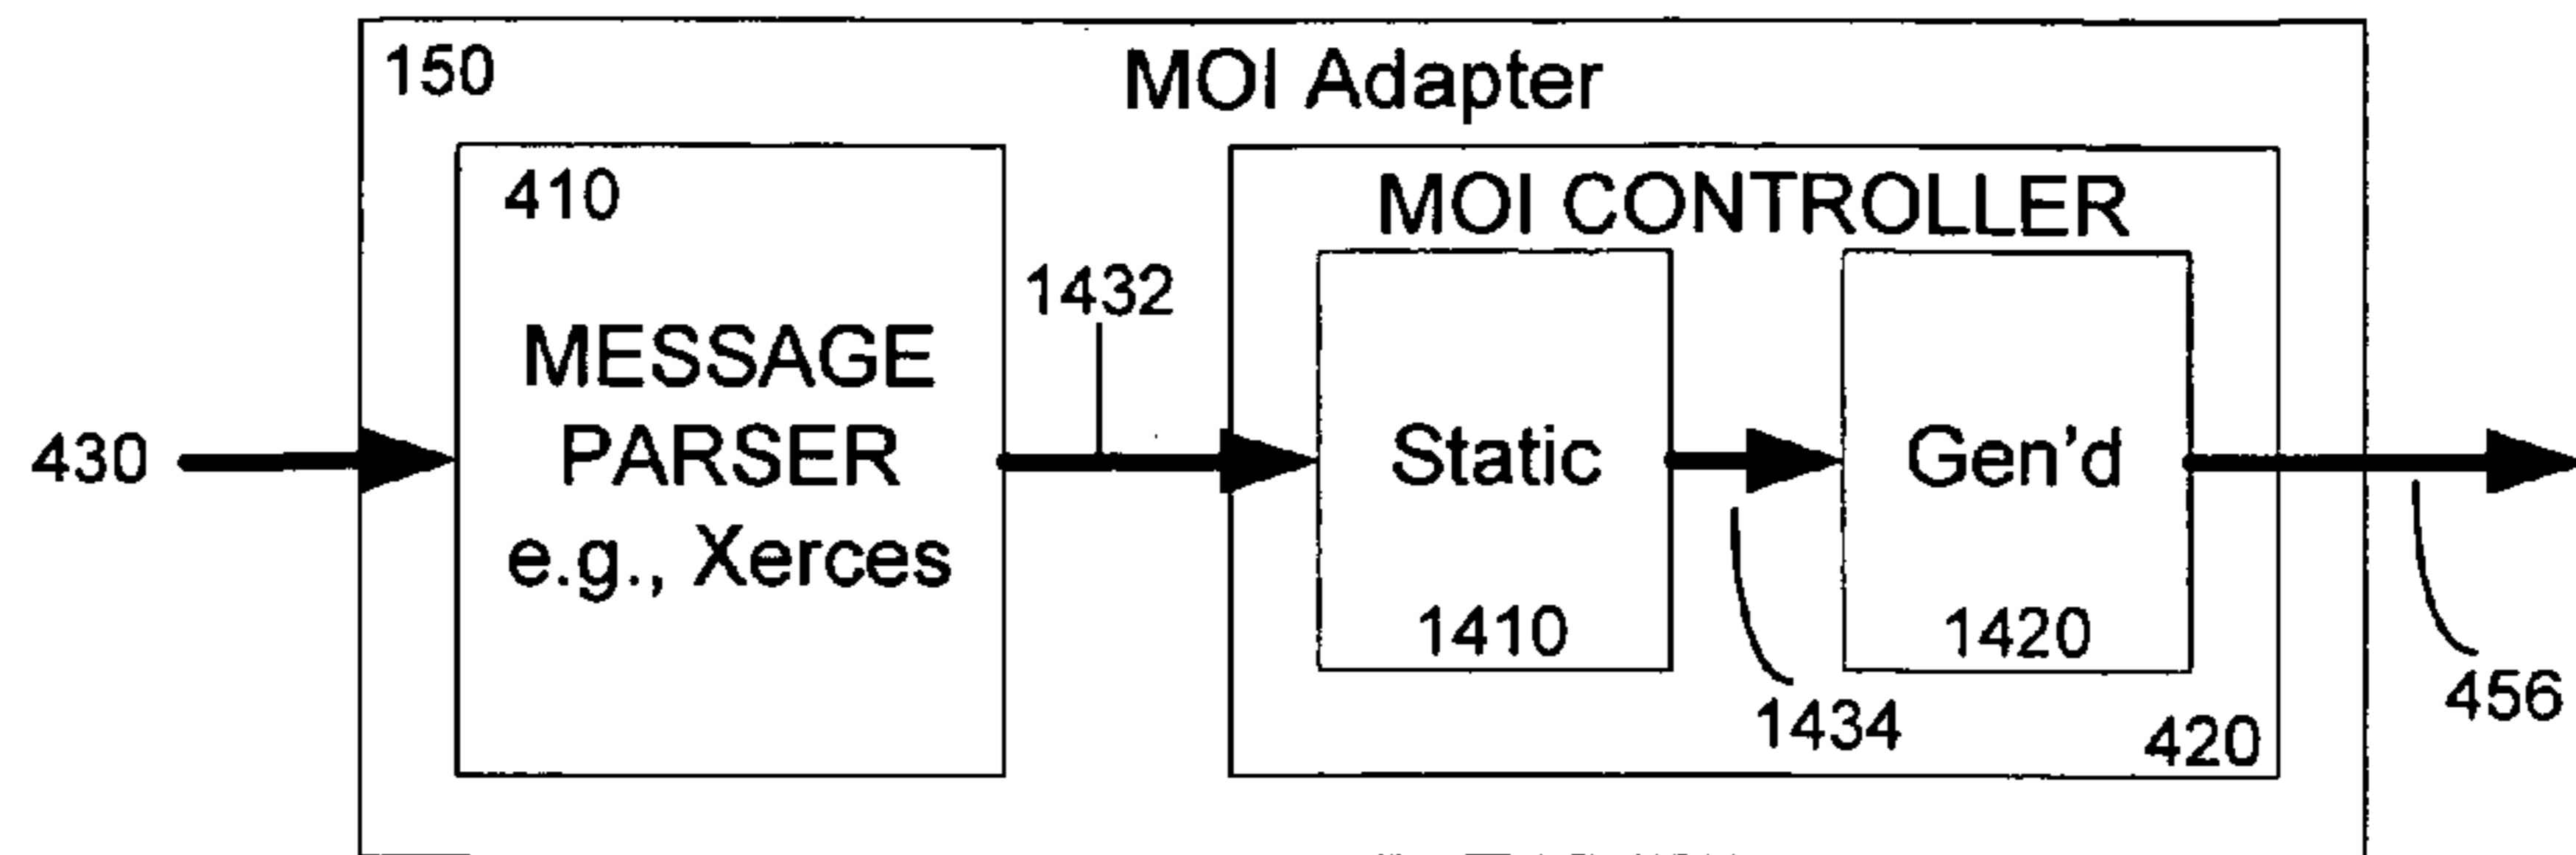 150
MOI Adapter
410
MOI CONTROLLER
1432
MESSAGE
PARSER
e.g., Xerces
430
Static
Gen'd
1410
1420
1434
420
456